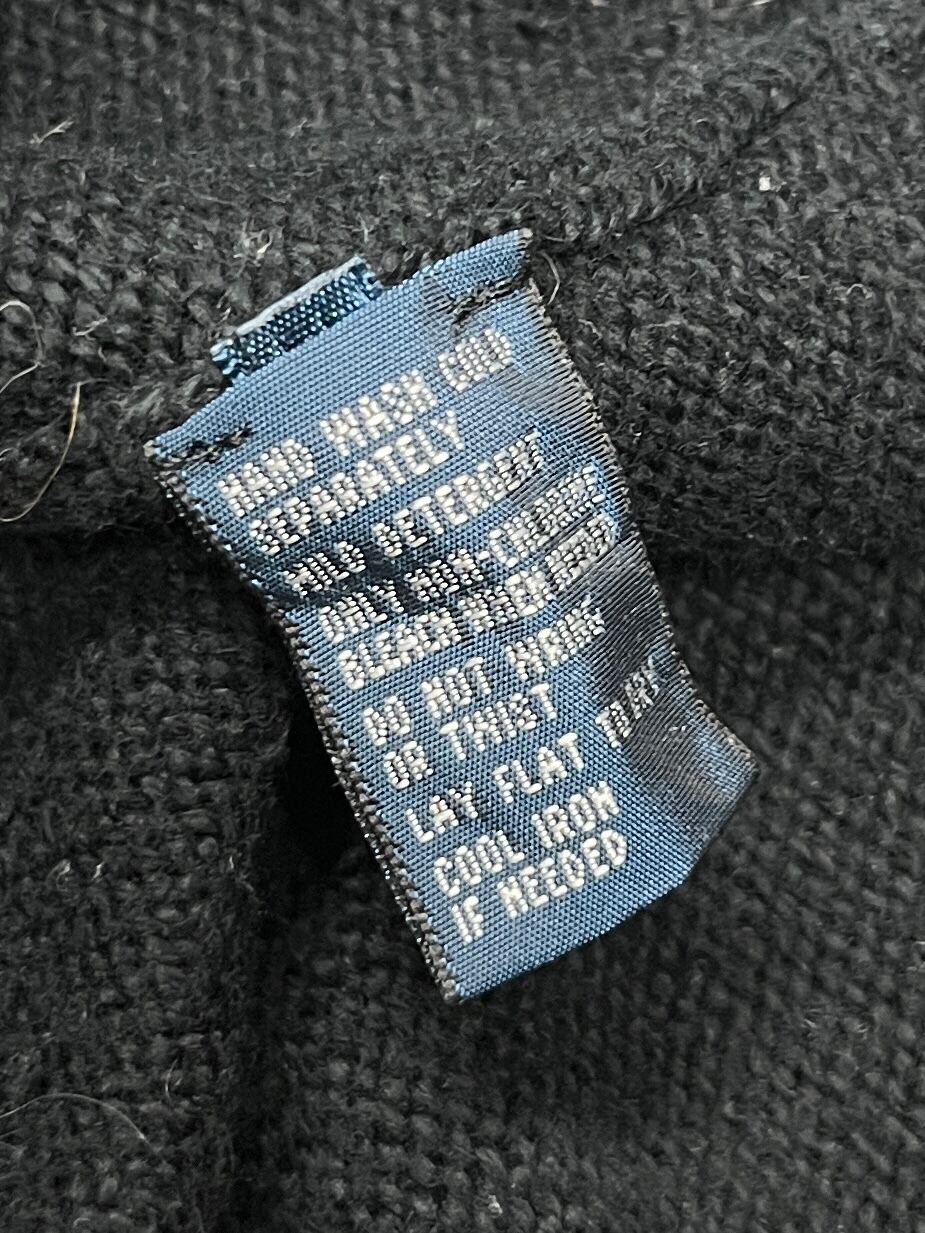 HAND WASH COLD
SEPARATELY
MILD DETERGENT
ONLY NON-CHLORINE
BLEACH WHEN NEEDED
DO NOT WRING
OR TWIST
LAY FLAT TO DRY
COOL IRON
IF NEEDED